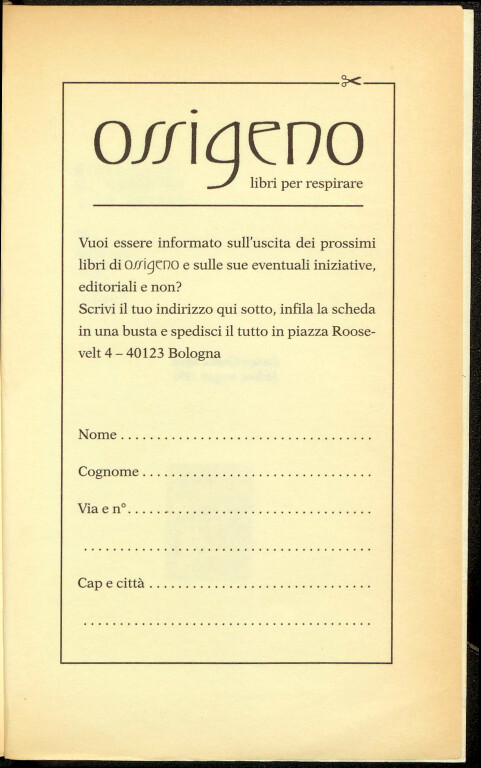 ossigeno
libri per respirare
Vuoi essere informato sull'uscita dei prossimi
libri di ossigeno e sulle sue eventuali iniziative,
editoriali e non?
Scrivi il tuo indirizzo qui sotto, infila la scheda
in una busta e spedisci il tutto in piazza Roose-
velt 4 – 40123 Bologna
Nome ...................................
Cognome ................................
Via e n°..................................
........................................
Cap e città ...............................
........................................